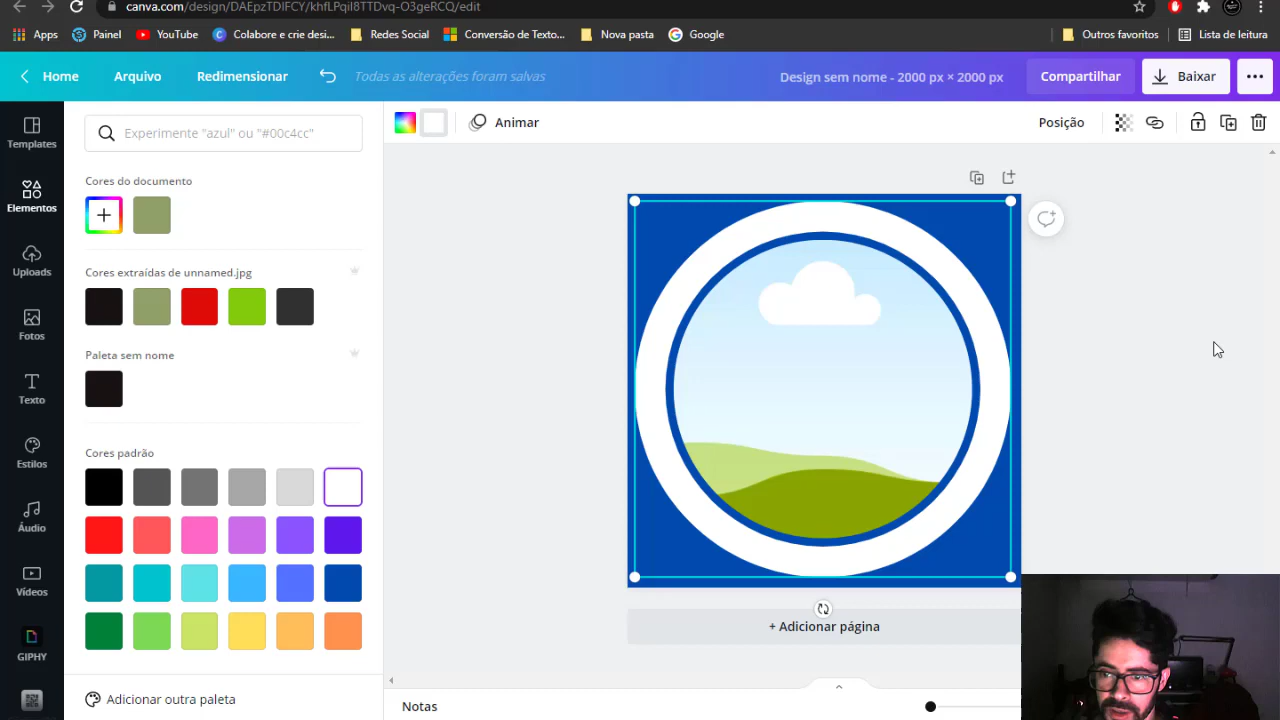 canva.com/design/DAEpzTDIFCY/khfLPqiI8TTDvq-O3geRCQ/edit
Apps
Painel
YouTube
Colabore e crie desi...
Redes Social
Conversão de Texto...
Nova pasta
Google
Outros favoritos
Lista de leitura
Home
Arquivo
Redimensionar
Todas as alterações foram salvas
Design sem nome - 2000 px × 2000 px
Compartilhar
Baixar
Templates
Elementos
Uploads
Fotos
Texto
Estilos
Áudio
Vídeos
GIPHY
Experimente "azul" ou "#00c4cc"
Cores do documento
Cores extraídas de unnamed.jpg
Paleta sem nome
Cores padrão
Adicionar outra paleta
Animar
Posição
+ Adicionar página
Notas